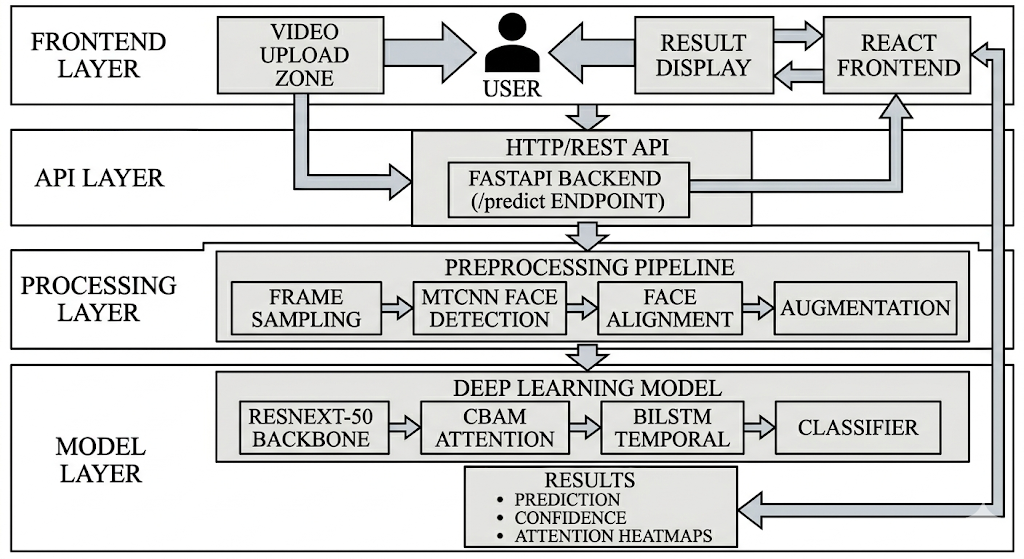 FRONTEND
LAYER
VIDEO
UPLOAD
ZONE
USER
RESULT
DISPLAY
REACT
FRONTEND
API LAYER
HTTP/REST API
FASTAPI BACKEND
(/predict ENDPOINT)
PROCESSING
LAYER
PREPROCESSING PIPELINE
FRAME
SAMPLING
MTCNN FACE
DETECTION
FACE
ALIGNMENT
AUGMENTATION
MODEL
LAYER
DEEP LEARNING MODEL
RESNEXT-50
BACKBONE
CBAM
ATTENTION
BILSTM
TEMPORAL
CLASSIFIER
RESULTS
• PREDICTION
• CONFIDENCE
• ATTENTION HEATMAPS